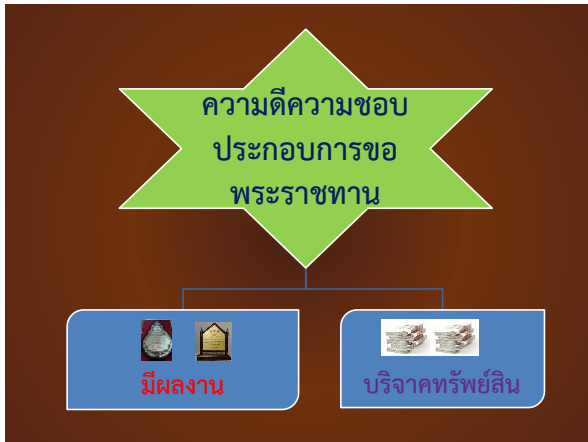 ความดีความชอบ
ประกอบการขอ
พระราชทาน
มีผลงาน
บริจาคทรัพย์สิน